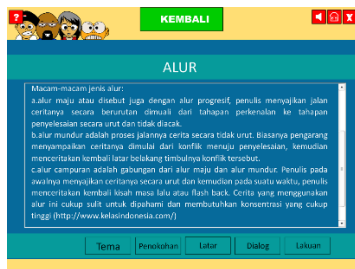 ?
KEMBALI
X
ALUR
Macam-macam jenis alur:
a.alur maju atau disebut juga dengan alur progresif, penulis menyajikan jalan
ceritanya secara berurutan dimuali dari tahapan perkenalan ke tahapan
penyelesaian secara urut dan tidak diacak.
b.alur mundur adalah proses jalannya cerita secara tidak urut. Biasanya pengarang
menyampaikan ceritanya dimulai dari konflik menuju penyelesaian, kemudian
menceritakan kembali latar belakang timbulnya konflik tersebut.
c.alur campuran adalah gabungan dari alur maju dan alur mundur. Penulis pada
awalnya menyajikan ceritanya secara urut dan kemudian pada suatu waktu, penulis
menceritakan kembali kisah masa lalu atau flash back. Cerita yang menggunakan
alur ini cukup sulit untuk dipahami dan membutuhkan konsentrasi yang cukup
tinggi (http://www.kelasindonesia.com/)
Tema
Penokohan
Latar
Dialog
Lakuan